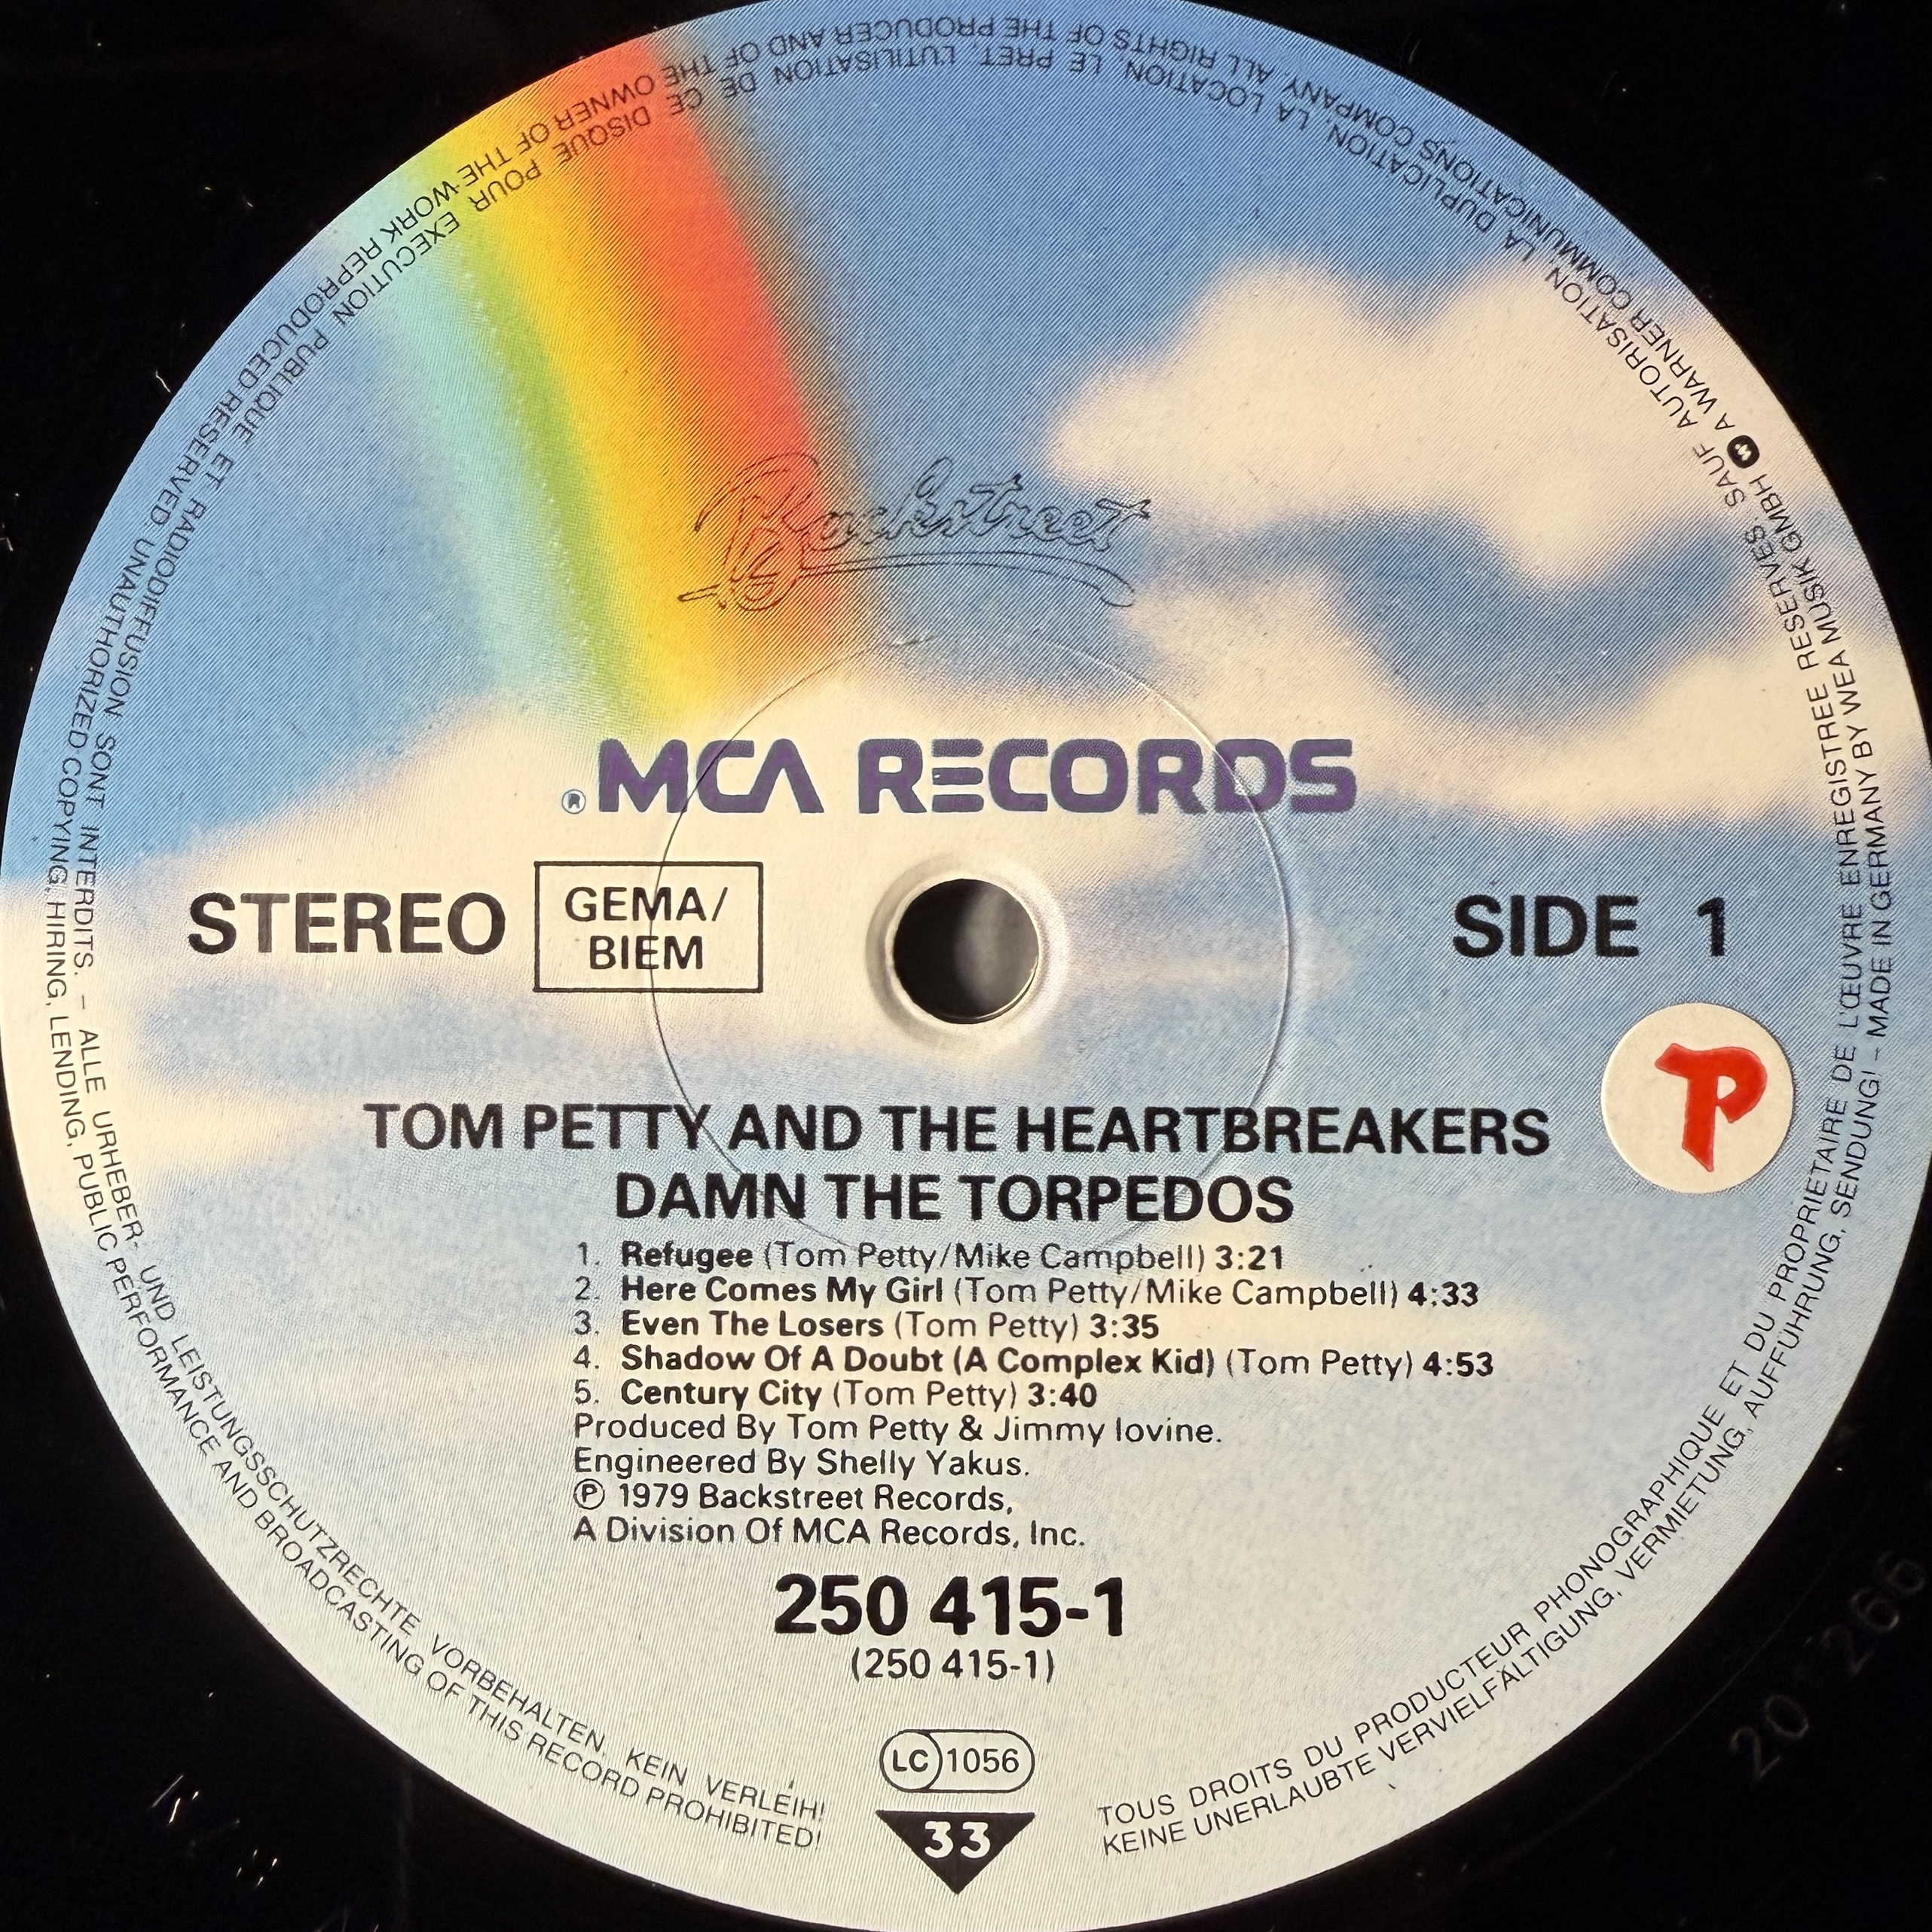 Backstreet
® MCA RECORDS
STEREO
GEMA/
BIEM
SIDE 1
P
TOM PETTY AND THE HEARTBREAKERS
DAMN THE TORPEDOS
1. Refugee (Tom Petty/Mike Campbell) 3:21
2. Here Comes My Girl (Tom Petty/Mike Campbell) 4:33
3. Even The Losers (Tom Petty) 3:35
4. Shadow Of A Doubt (A Complex Kid) (Tom Petty) 4:53
5. Century City (Tom Petty) 3:40
Produced By Tom Petty & Jimmy Iovine.
Engineered By Shelly Yakus.
Ⓟ 1979 Backstreet Records,
A Division Of MCA Records, Inc.
250 415-1
(250 415-1)
LC 1056
33
TOUS DROITS DU PRODUCTEUR PHONOGRAPHIQUE ET DU PROPRIETAIRE DE L'ŒUVRE ENREGISTREE RESERVES. SAUF AUTORISATION LA DUPLICATION, LA LOCATION, LE PRET, L'UTILISATION DE CE DISQUE POUR EXECUTION PUBLIQUE ET RADIODIFFUSION SONT INTERDITS. – ALLE URHEBER- UND LEISTUNGSSCHUTZRECHTE VORBEHALTEN. KEIN VERLEIH!
KEINE UNERLAUBTE VERVIELFÄLTIGUNG, VERMIETUNG, AUFFÜHRUNG, SENDUNG! – MADE IN GERMANY BY WEA MUSIK GMBH A WARNER COMMUNICATIONS COMPANY. ALL RIGHTS OF THE PRODUCER AND OF THE OWNER OF THE WORK REPRODUCED RESERVED UNAUTHORIZED COPYING, HIRING, LENDING, PUBLIC PERFORMANCE AND BROADCASTING OF THIS RECORD PROHIBITED!